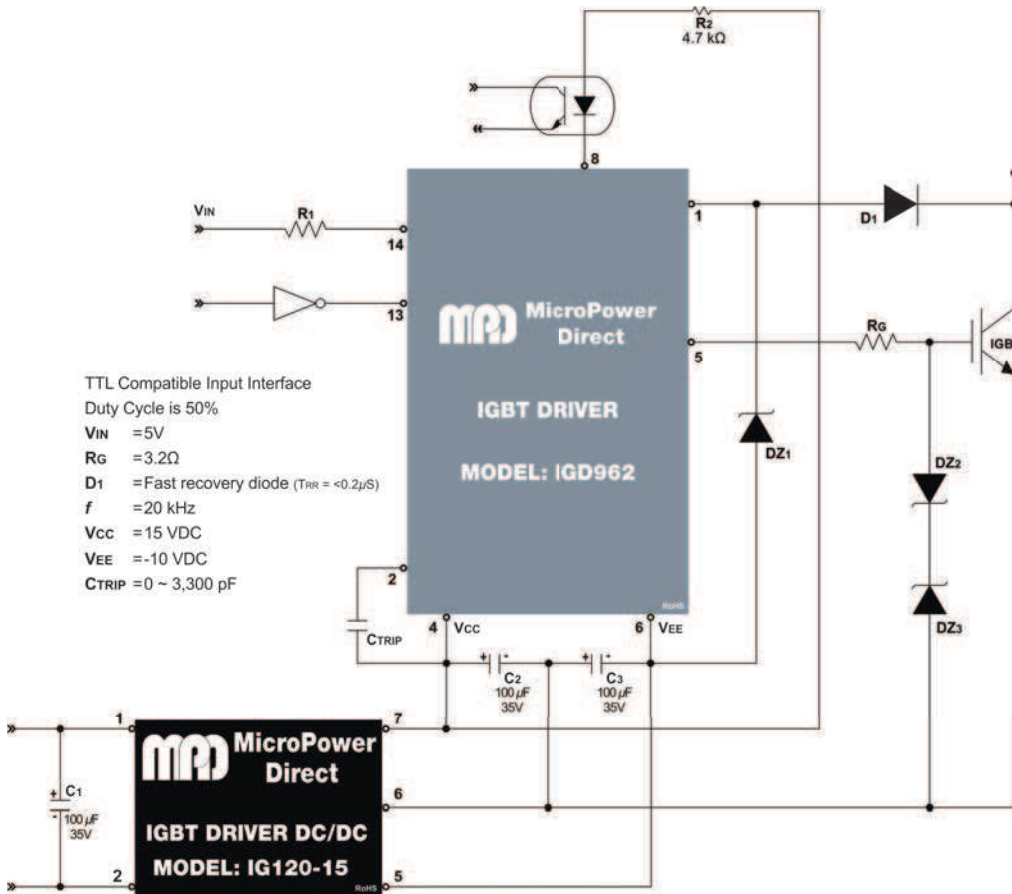 R2
4.7 kΩ
8
VIN
R1
14
13
1
D1
5
RG
IGB
MPD MicroPower
Direct
IGBT DRIVER
MODEL: IGD962
RoHS
TTL Compatible Input Interface
Duty Cycle is 50%
VIN =5V
RG =3.2Ω
D1 =Fast recovery diode (TRR = <0.2µS)
f =20 kHz
VCC =15 VDC
VEE =-10 VDC
CTRIP =0 ~ 3,300 pF
DZ1
DZ2
DZ3
2
CTRIP
4 VCC
6 VEE
+ -
C2
100 µF
35V
+ -
C3
100 µF
35V
1
7
MPD MicroPower
Direct
+ C1
- 100 µF
35V
6
IGBT DRIVER DC/DC
MODEL: IG120-15
RoHS
2
5